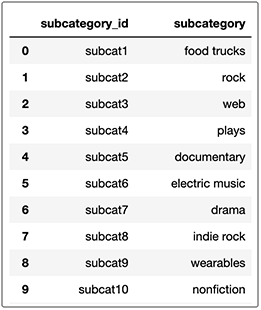 subcategory_id subcategory
0 subcat1 food trucks
1 subcat2 rock
2 subcat3 web
3 subcat4 plays
4 subcat5 documentary
5 subcat6 electric music
6 subcat7 drama
7 subcat8 indie rock
8 subcat9 wearables
9 subcat10 nonfiction